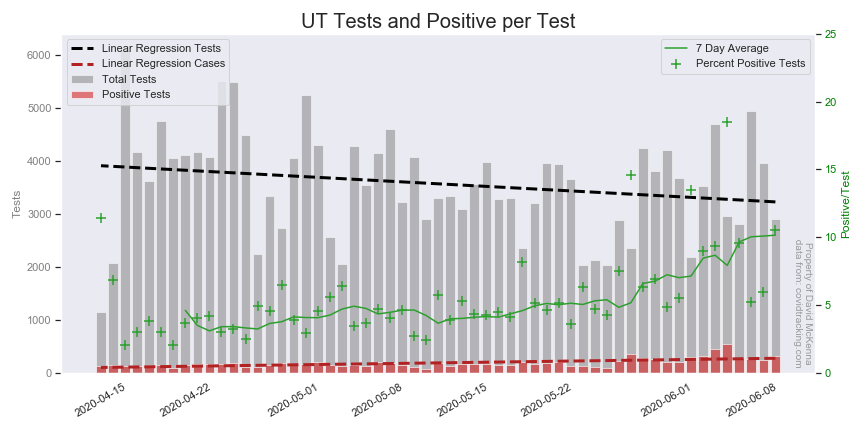 UT Tests and Positive per Test
Linear Regression Tests
Linear Regression Cases
Total Tests
Positive Tests
7 Day Average
Percent Positive Tests
6000
5000
4000
3000
2000
1000
0
Tests
25
20
15
10
5
0
Positive/Test
Property of David McKenna
data from: covidtracking.com
2020-04-15
2020-04-22
2020-05-01
2020-05-08
2020-05-15
2020-05-22
2020-06-01
2020-06-08